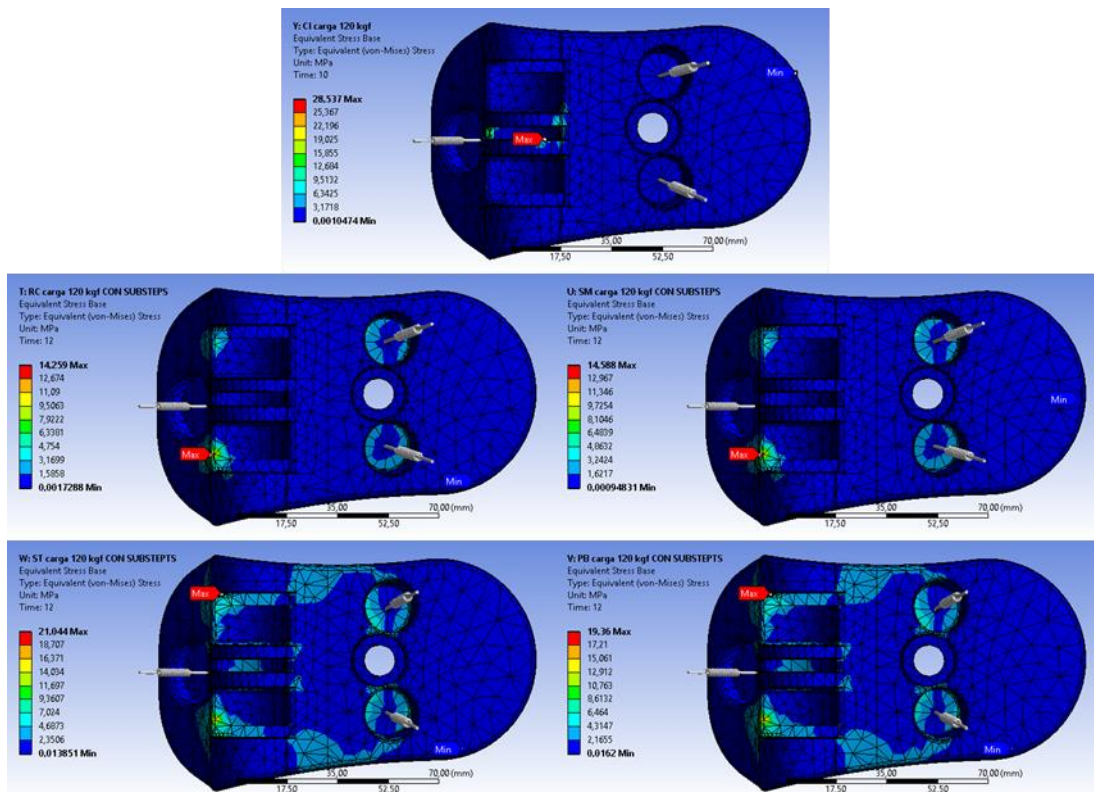 Y: CI carga 120 kgf
Equivalent Stress Base
Type: Equivalent (von-Mises) Stress
Unit: MPa
Time: 10
28,537 Max
25,367
22,196
19,025
15,855
12,684
9,5132
6,3425
3,1718
0,0010474 Min
Max
Min
35,00
70,00 (mm)
17,50
52,50
T: RC carga 120 kgf CON SUBSTEPS
Equivalent Stress Base
Type: Equivalent (von-Mises) Stress
Unit: MPa
Time: 12
14,259 Max
12,674
11,09
9,5063
7,9222
6,3381
4,754
3,1699
1,5858
0,0017288 Min
Max
Min
35,00
70,00 (mm)
17,50
52,50
U: SM carga 120 kgf CON SUBSTEPS
Equivalent Stress Base
Type: Equivalent (von-Mises) Stress
Unit: MPa
Time: 12
14,588 Max
12,967
11,346
9,7254
8,1046
6,4839
4,8632
3,2424
1,6217
0,00094831 Min
Max
Min
35,00
70,00 (mm)
17,50
52,50
W: ST carga 120 kgf CON SUBSTEPTS
Equivalent Stress Base
Type: Equivalent (von-Mises) Stress
Unit: MPa
Time: 12
21,044 Max
18,707
16,371
14,034
11,697
9,3607
7,024
4,6873
2,3506
0,013851 Min
Max
Min
35,00
70,00 (mm)
17,50
52,50
V: PB carga 120 kgf CON SUBSTEPTS
Equivalent Stress Base
Type: Equivalent (von-Mises) Stress
Unit: MPa
Time: 12
19,36 Max
17,21
15,061
12,912
10,763
8,6132
6,464
4,3147
2,1655
0,0162 Min
Max
Min
35,00
70,00 (mm)
17,50
52,50